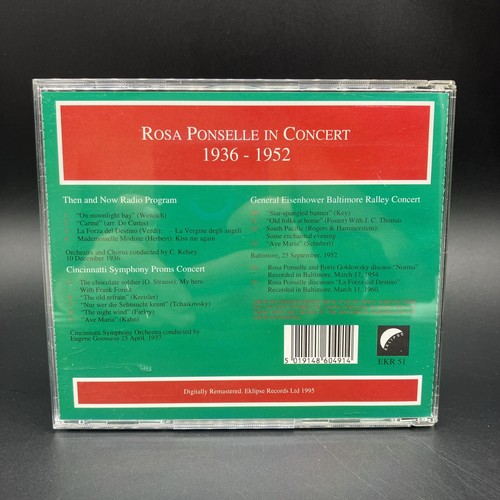 ROSA PONSELLE IN CONCERT
1936 - 1952
Then and Now Radio Program
"On moonlight bay" (Wenrich)
"Carme" (arr. De Curtis)
La Forza del Destino (Verdi): La Vergine degli angeli
Mademoiselle Modiste (Herbert): Kiss me again
Orchestra and Chorus conducted by C. Kelsey
10 December 1936
Cincinnatti Symphony Proms Concert
The chocolate soldier (O. Strauss): My hero
With Frank Forest
"The old refrain" (Kreisler)
"Nur wer die Sehnsucht kennt" (Tchaikovsky)
"The night wind" (Farley)
"Ave Maria" (Kahn)
Cincinnatti Symphony Orchestra conducted by
Eugene Goossens 25 April, 1937
General Eisenhower Baltimore Ralley Concert
"Star-spangled banner" (Key)
"Old folks at home" (Foster) With J. C. Thomas
South Pacific (Rogers & Hammerstein):
Some enchanted evening
"Ave Maria" (Schubert)
Baltimore, 25 September, 1952
Rosa Ponselle and Boris Goldowsky discuss "Norma"
Recorded in Baltimore, March 17, 1954
Rosa Ponselle discusses "La Forza del Destino"
Recorded in Baltimore, March 11, 1960
5 019148 604914
ECLIPSE
EKR 51
Digitally Remastered. Eklipse Records Ltd 1995